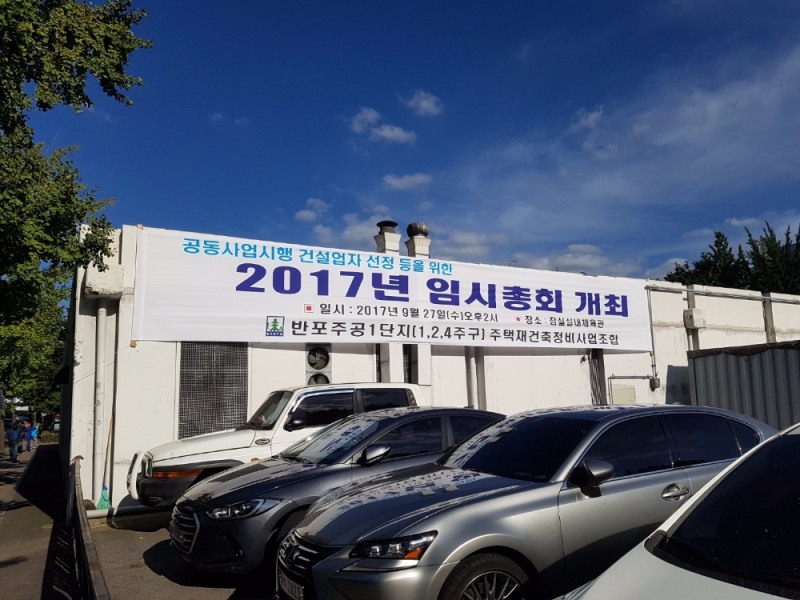 공동사업시행 건설업자 선정 등을 위한
2017년 임시총회 개최
일시 : 2017년 9월 27일(수)오후2시 장소 : 잠실실내체육관
반포주공1단지(1,2,4주구) 주택재건축정비사업조합